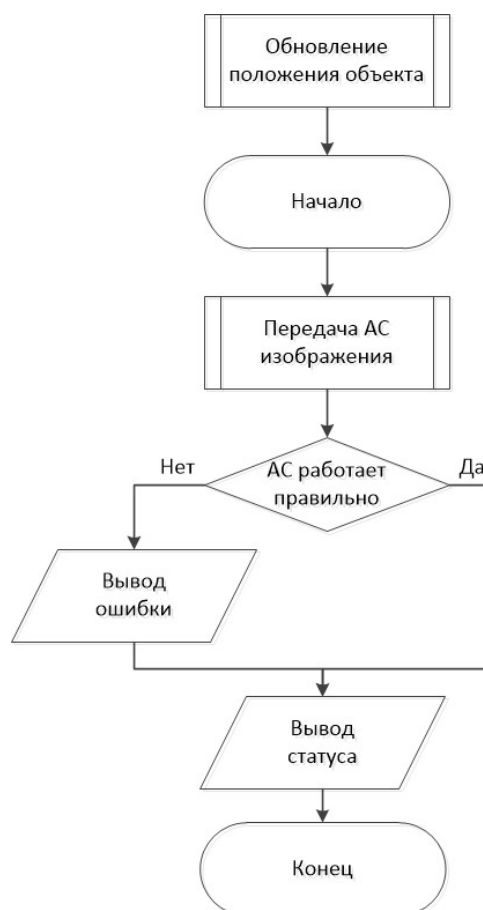 Обновление
положения объекта
Начало
Передача АС
изображения
Нет
АС работает
правильно
Да
Вывод
ошибки
Вывод
статуса
Конец